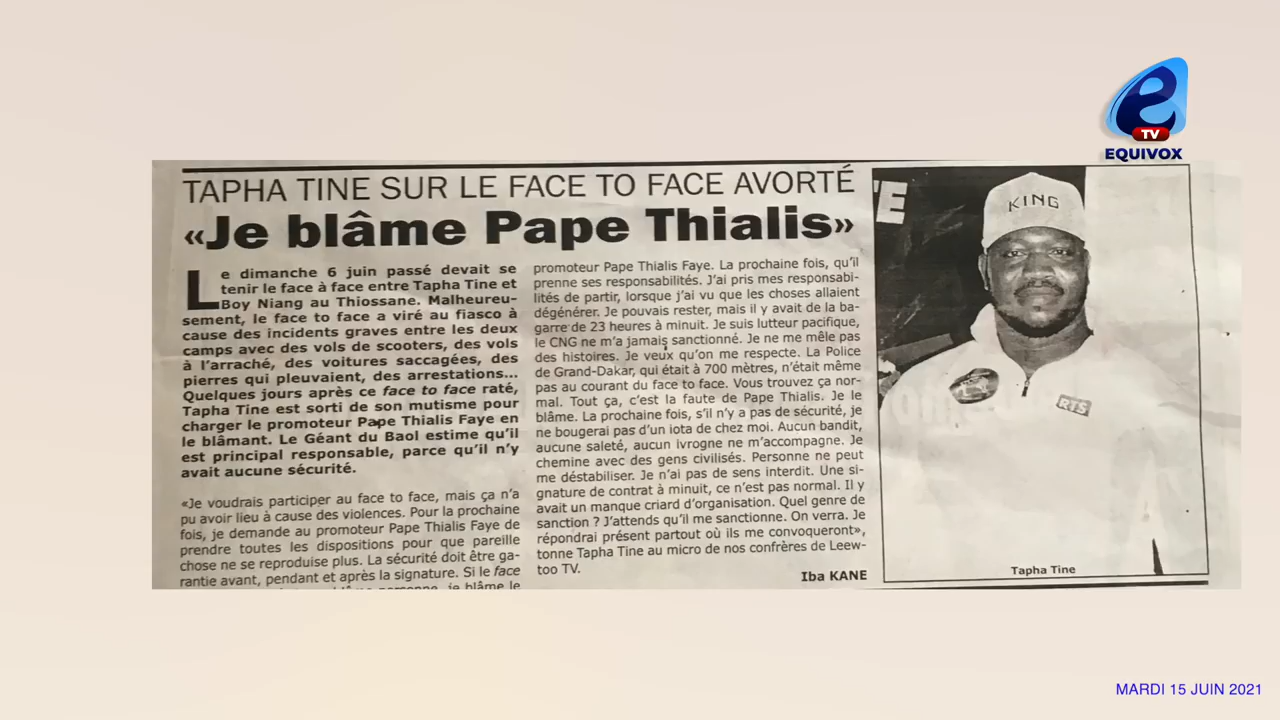 TV
EQUIVOX
TAPHA TINE SUR LE FACE TO FACE AVORTÉ
«Je blâme Pape Thialis»
Le dimanche 6 juin passé devait se
tenir le face à face entre Tapha Tine et
Boy Niang au Thiossane. Malheureu-
sement, le face to face a viré au fiasco à
cause des incidents graves entre les deux
camps avec des vols de scooters, des vols
à l'arraché, des voitures saccagées, des
pierres qui pleuvaient, des arrestations...
Quelques jours après ce face to face raté,
Tapha Tine est sorti de son mutisme pour
charger le promoteur Pape Thialis Faye en
le blâmant. Le Géant du Baol estime qu'il
est principal responsable, parce qu'il n'y
avait aucune sécurité.
«Je voudrais participer au face to face, mais ça n'a
pu avoir lieu à cause des violences. Pour la prochaine
fois, je demande au promoteur Pape Thialis Faye de
prendre toutes les dispositions pour que pareille
chose ne se reproduise plus. La sécurité doit être ga-
rantie avant, pendant et après la signature. Si le face
je blâme le
promoteur Pape Thialis Faye. La prochaine fois, qu'il
prenne ses responsabilités. J'ai pris mes responsabi-
lités de partir, lorsque j'ai vu que les choses allaient
dégénérer. Je pouvais rester, mais il y avait de la ba-
garre de 23 heures à minuit. Je suis lutteur pacifique,
le CNG ne m'a jamais sanctionné. Je ne me mêle pas
des histoires. Je veux qu'on me respecte. La Police
de Grand-Dakar, qui était à 700 mètres, n'était même
pas au courant du face to face. Vous trouvez ça nor-
mal. Tout ça, c'est la faute de Pape Thialis. Je le
blâme. La prochaine fois, s'il n'y a pas de sécurité, je
ne bougerai pas d'un iota de chez moi. Aucun bandit,
aucune saleté, aucun ivrogne ne m'accompagne. Je
chemine avec des gens civilisés. Personne ne peut
me déstabiliser. Je n'ai pas de sens interdit. Une si-
gnature de contrat à minuit, ce n'est pas normal. Il y
avait un manque criard d'organisation. Quel genre de
sanction ? J'attends qu'il me sanctionne. On verra. Je
répondrai présent partout où ils me convoqueront»,
tonne Tapha Tine au micro de nos confrères de Leew-
too TV.
Iba KANE
KING
RTS
Tapha Tine
MARDI 15 JUIN 2021